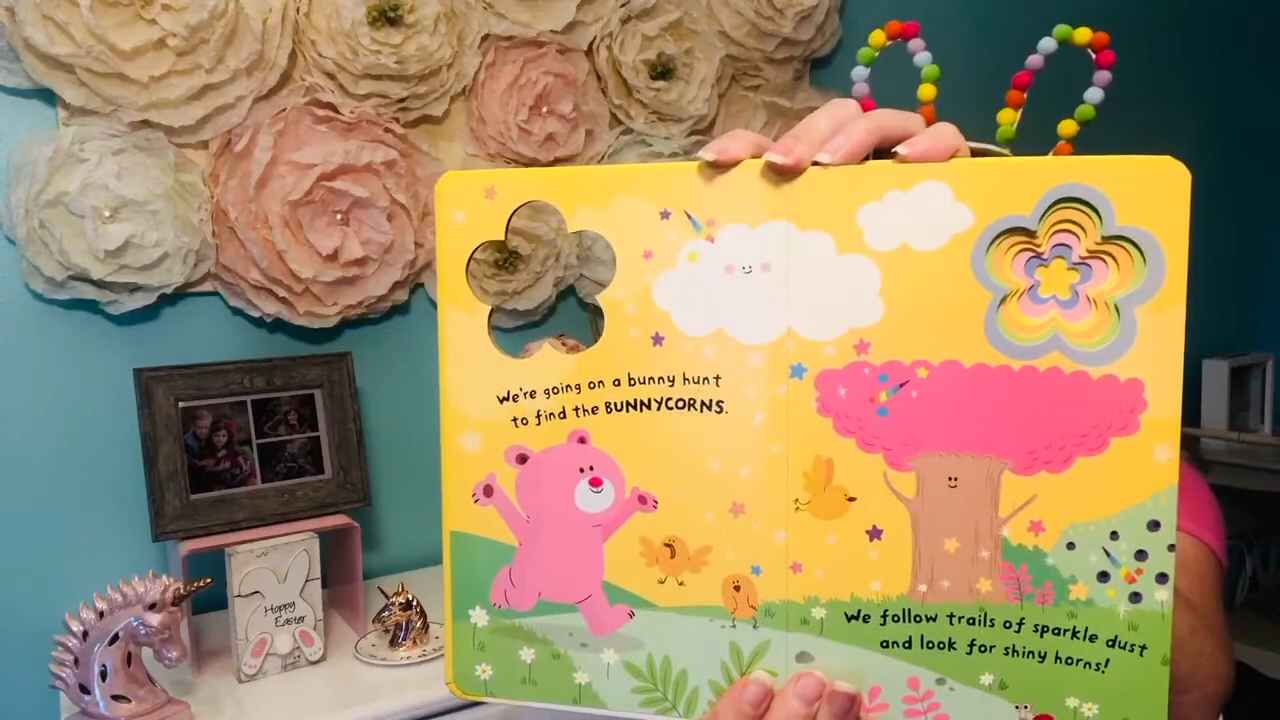 We're going on a bunny hunt
to find the BUNNYCORNS.
We follow trails of sparkle dust
and look for shiny horns!
Happy
Easter